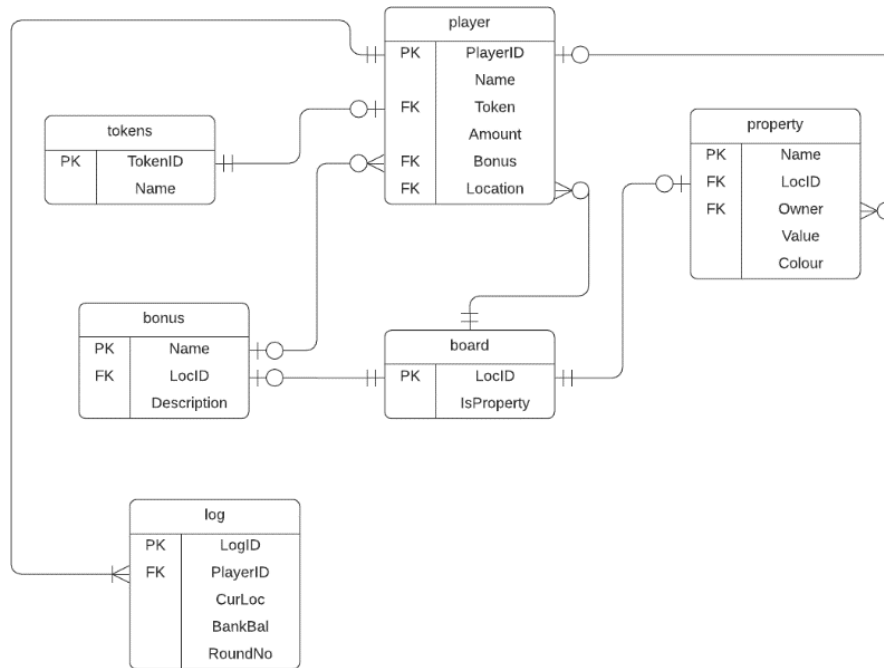 player
PK PlayerID
Name
FK Token
Amount
FK Bonus
FK Location
tokens
PK TokenID
Name
property
PK Name
FK LocID
FK Owner
Value
Colour
bonus
PK Name
FK LocID
Description
board
PK LocID
IsProperty
log
PK LogID
FK PlayerID
CurLoc
BankBal
RoundNo